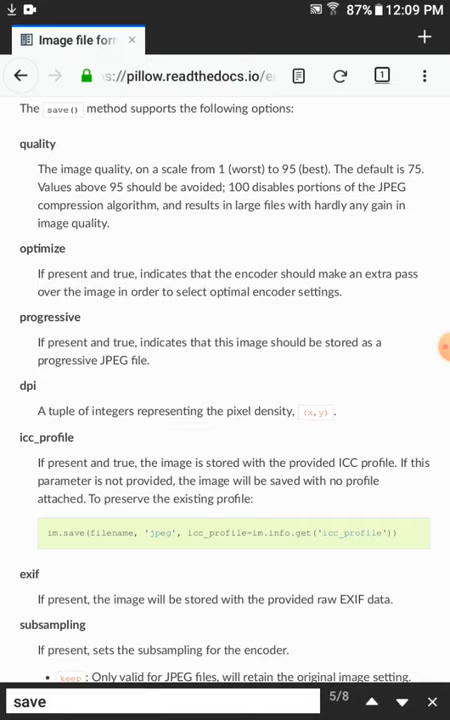 87% 12:09 PM
Image file for
s://pillow.readthedocs.io/e
1
The save() method supports the following options:
quality
The image quality, on a scale from 1 (worst) to 95 (best). The default is 75.
Values above 95 should be avoided; 100 disables portions of the JPEG
compression algorithm, and results in large files with hardly any gain in
image quality.
optimize
If present and true, indicates that the encoder should make an extra pass
over the image in order to select optimal encoder settings.
progressive
If present and true, indicates that this image should be stored as a
progressive JPEG file.
dpi
A tuple of integers representing the pixel density, (x,y).
icc_profile
If present and true, the image is stored with the provided ICC profile. If this
parameter is not provided, the image will be saved with no profile
attached. To preserve the existing profile:
im.save(filename, 'jpeg', icc_profile=im.info.get('icc_profile'))
exif
If present, the image will be stored with the provided raw EXIF data.
subsampling
If present, sets the subsampling for the encoder.
• keep : Only valid for JPEG files, will retain the original image setting.
save 5/8